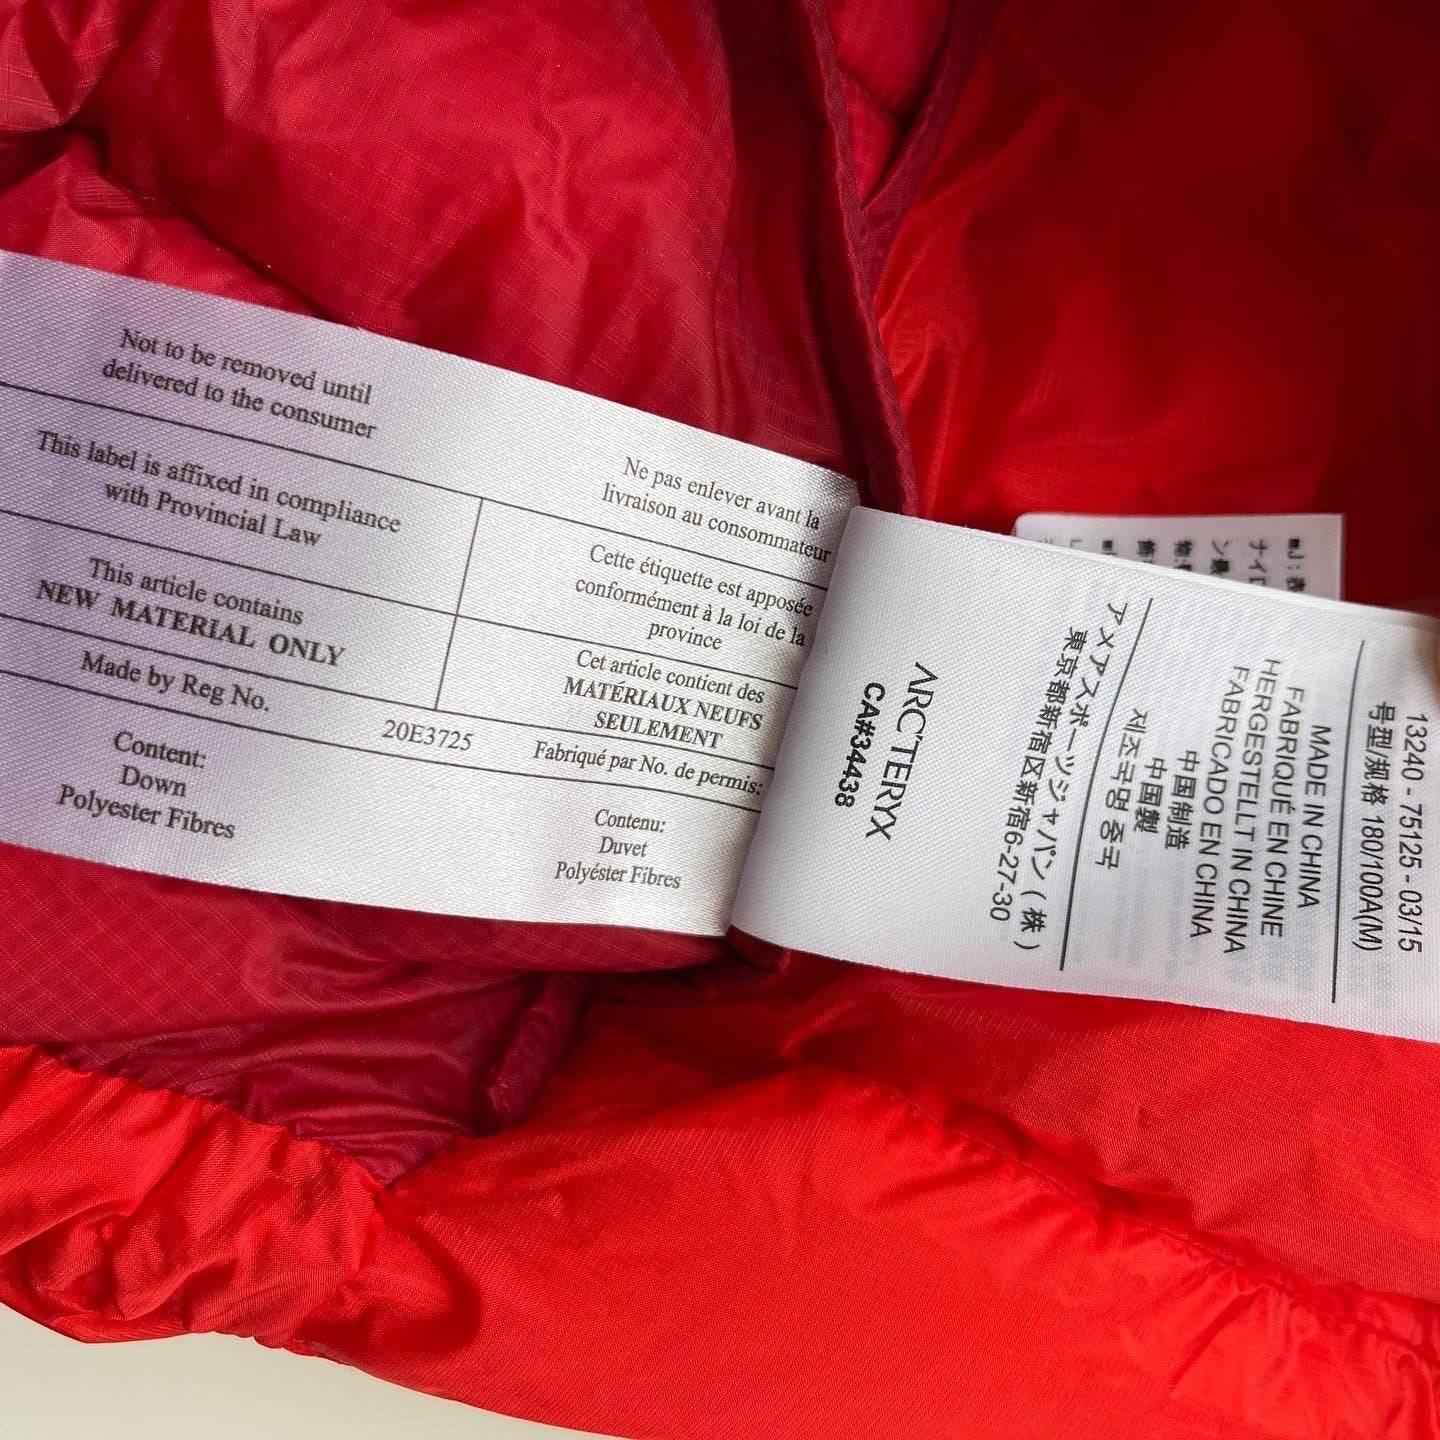 Not to be removed until
delivered to the consumer
This label is affixed in compliance
with Provincial Law
This article contains
NEW MATERIAL ONLY
Made by Reg No.
20E3725
Content:
Down
Polyester Fibres
Ne pas enlever avant la
livraison au consommateur
Cette étiquette est apposée
conformément à la loi de la
province
Cet article contient des
MATÉRIAUX NEUFS
SEULEMENT
Fabriqué par No. de permis:
Contenu:
Duvet
Polyéster Fibres
13240 - 75125 - 03/15
号型规格 180/100A(M)
MADE IN CHINA
FABRIQUÉ EN CHINE
HERGESTELLT IN CHINA
FABRICADO EN CHINA
中国制造
中国製
제조국명 중국
アメアスポーツジャパン(株)
東京都新宿区新宿6-27-30
ARC'TERYX
CA#34438